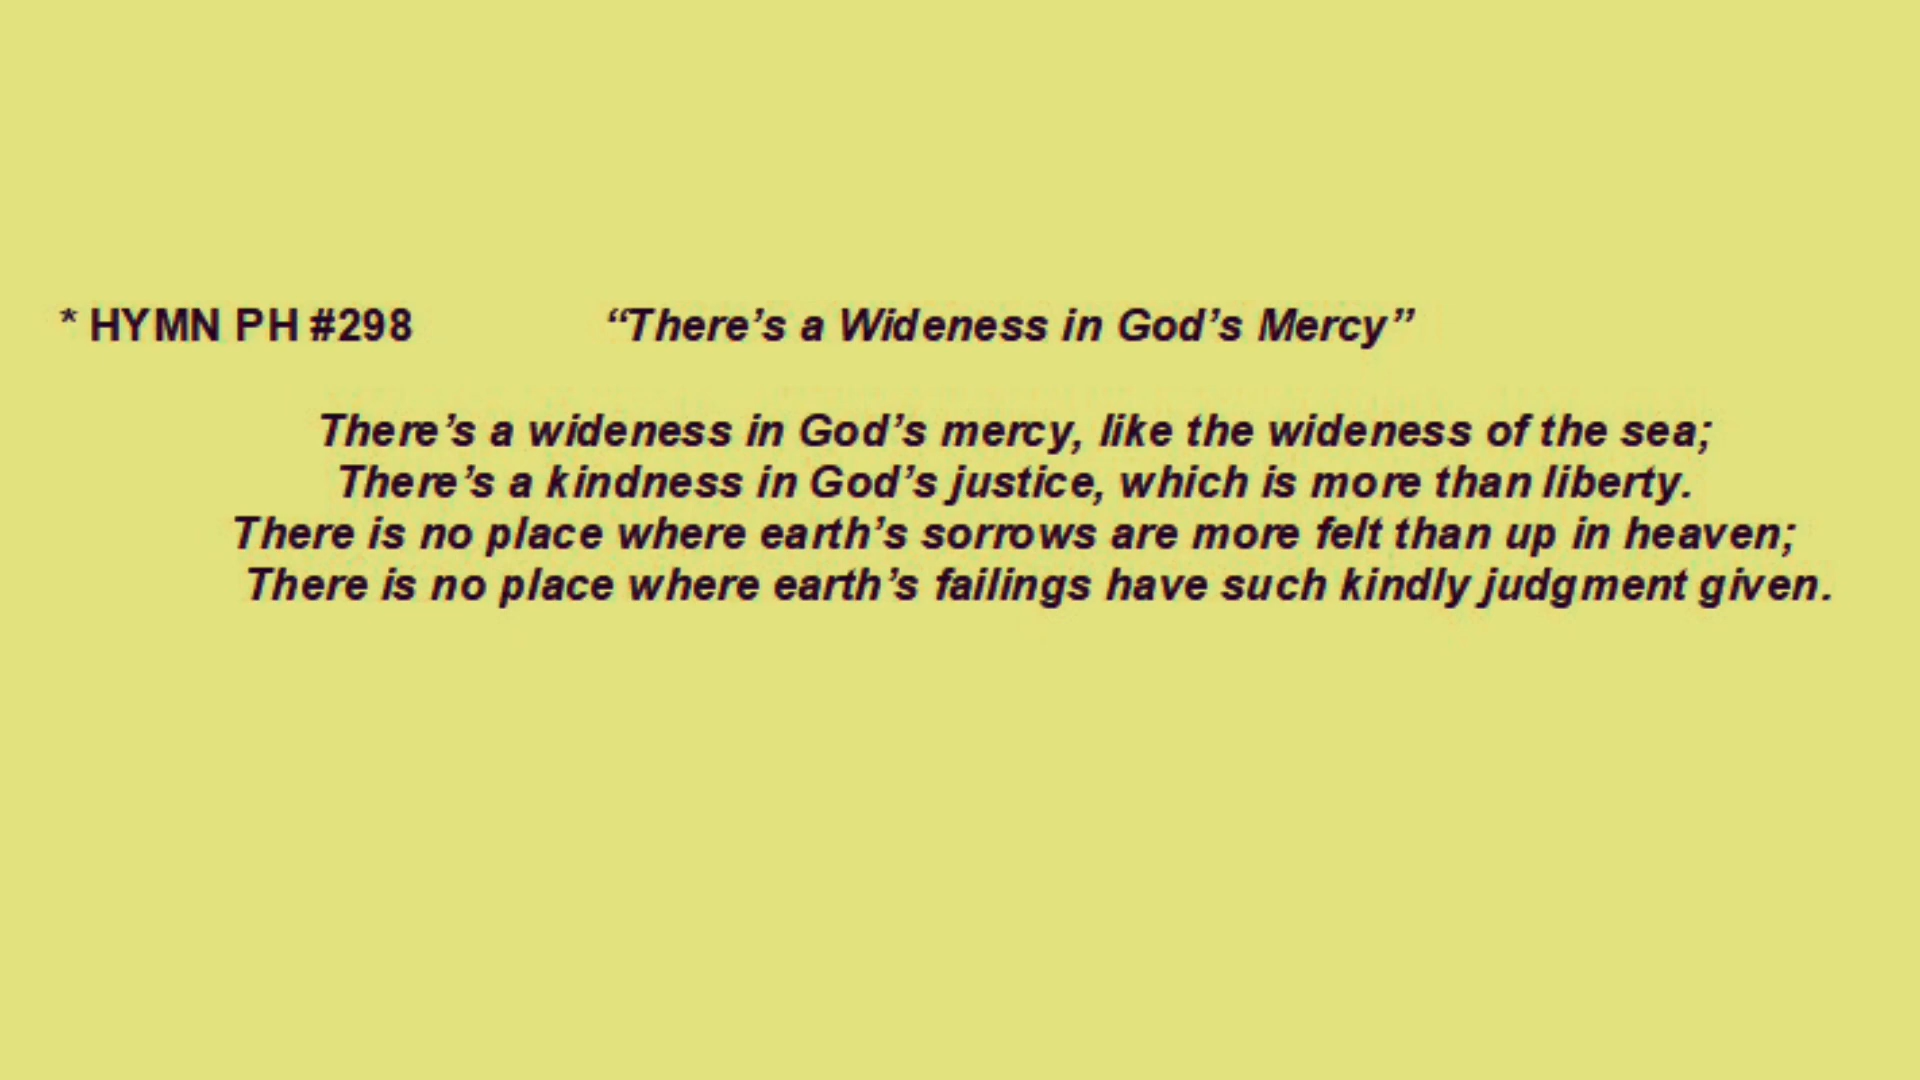 * HYMN PH #298 “There’s a Wideness in God’s Mercy”
There’s a wideness in God’s mercy, like the wideness of the sea;
There’s a kindness in God’s justice, which is more than liberty.
There is no place where earth’s sorrows are more felt than up in heaven;
There is no place where earth’s failings have such kindly judgment given.